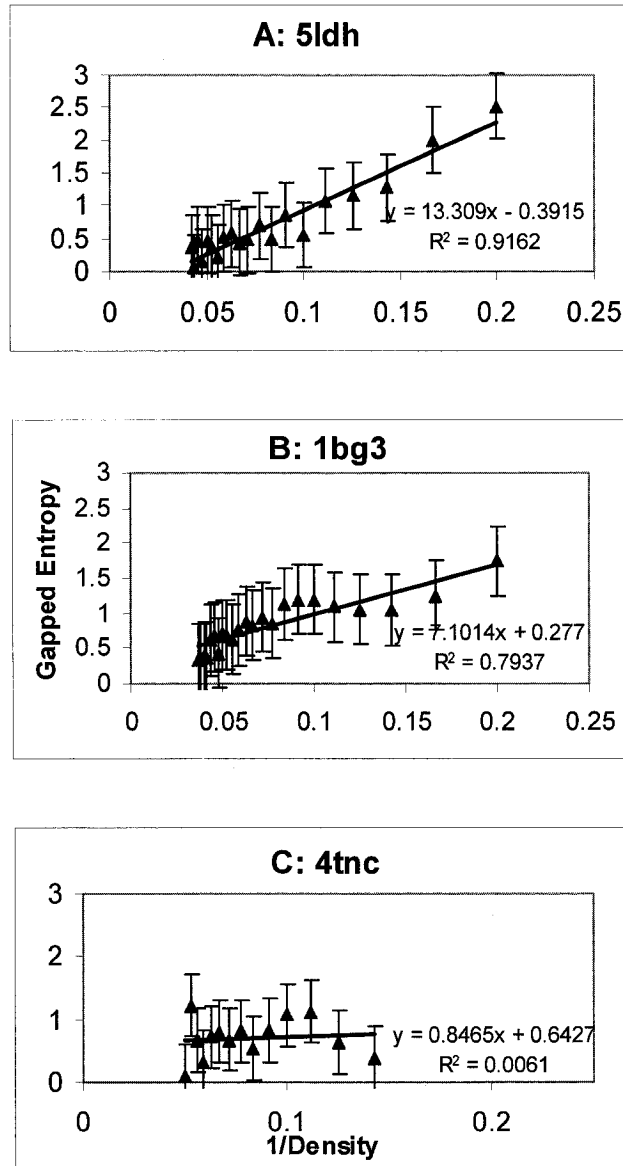 A: 5ldh
3
2.5
2
1.5
1
0.5
0
y = 13.309x - 0.3915
R² = 0.9162
0 0.05 0.1 0.15 0.2 0.25
B: 1bg3
Gapped Entropy
3
2.5
2
1.5
1
0.5
0
y = 7.1014x + 0.277
R² = 0.7937
0 0.05 0.1 0.15 0.2 0.25
C: 4tnc
3
2
1
0
y = 0.8465x + 0.6427
R² = 0.0061
0 0.1 0.2
1/Density